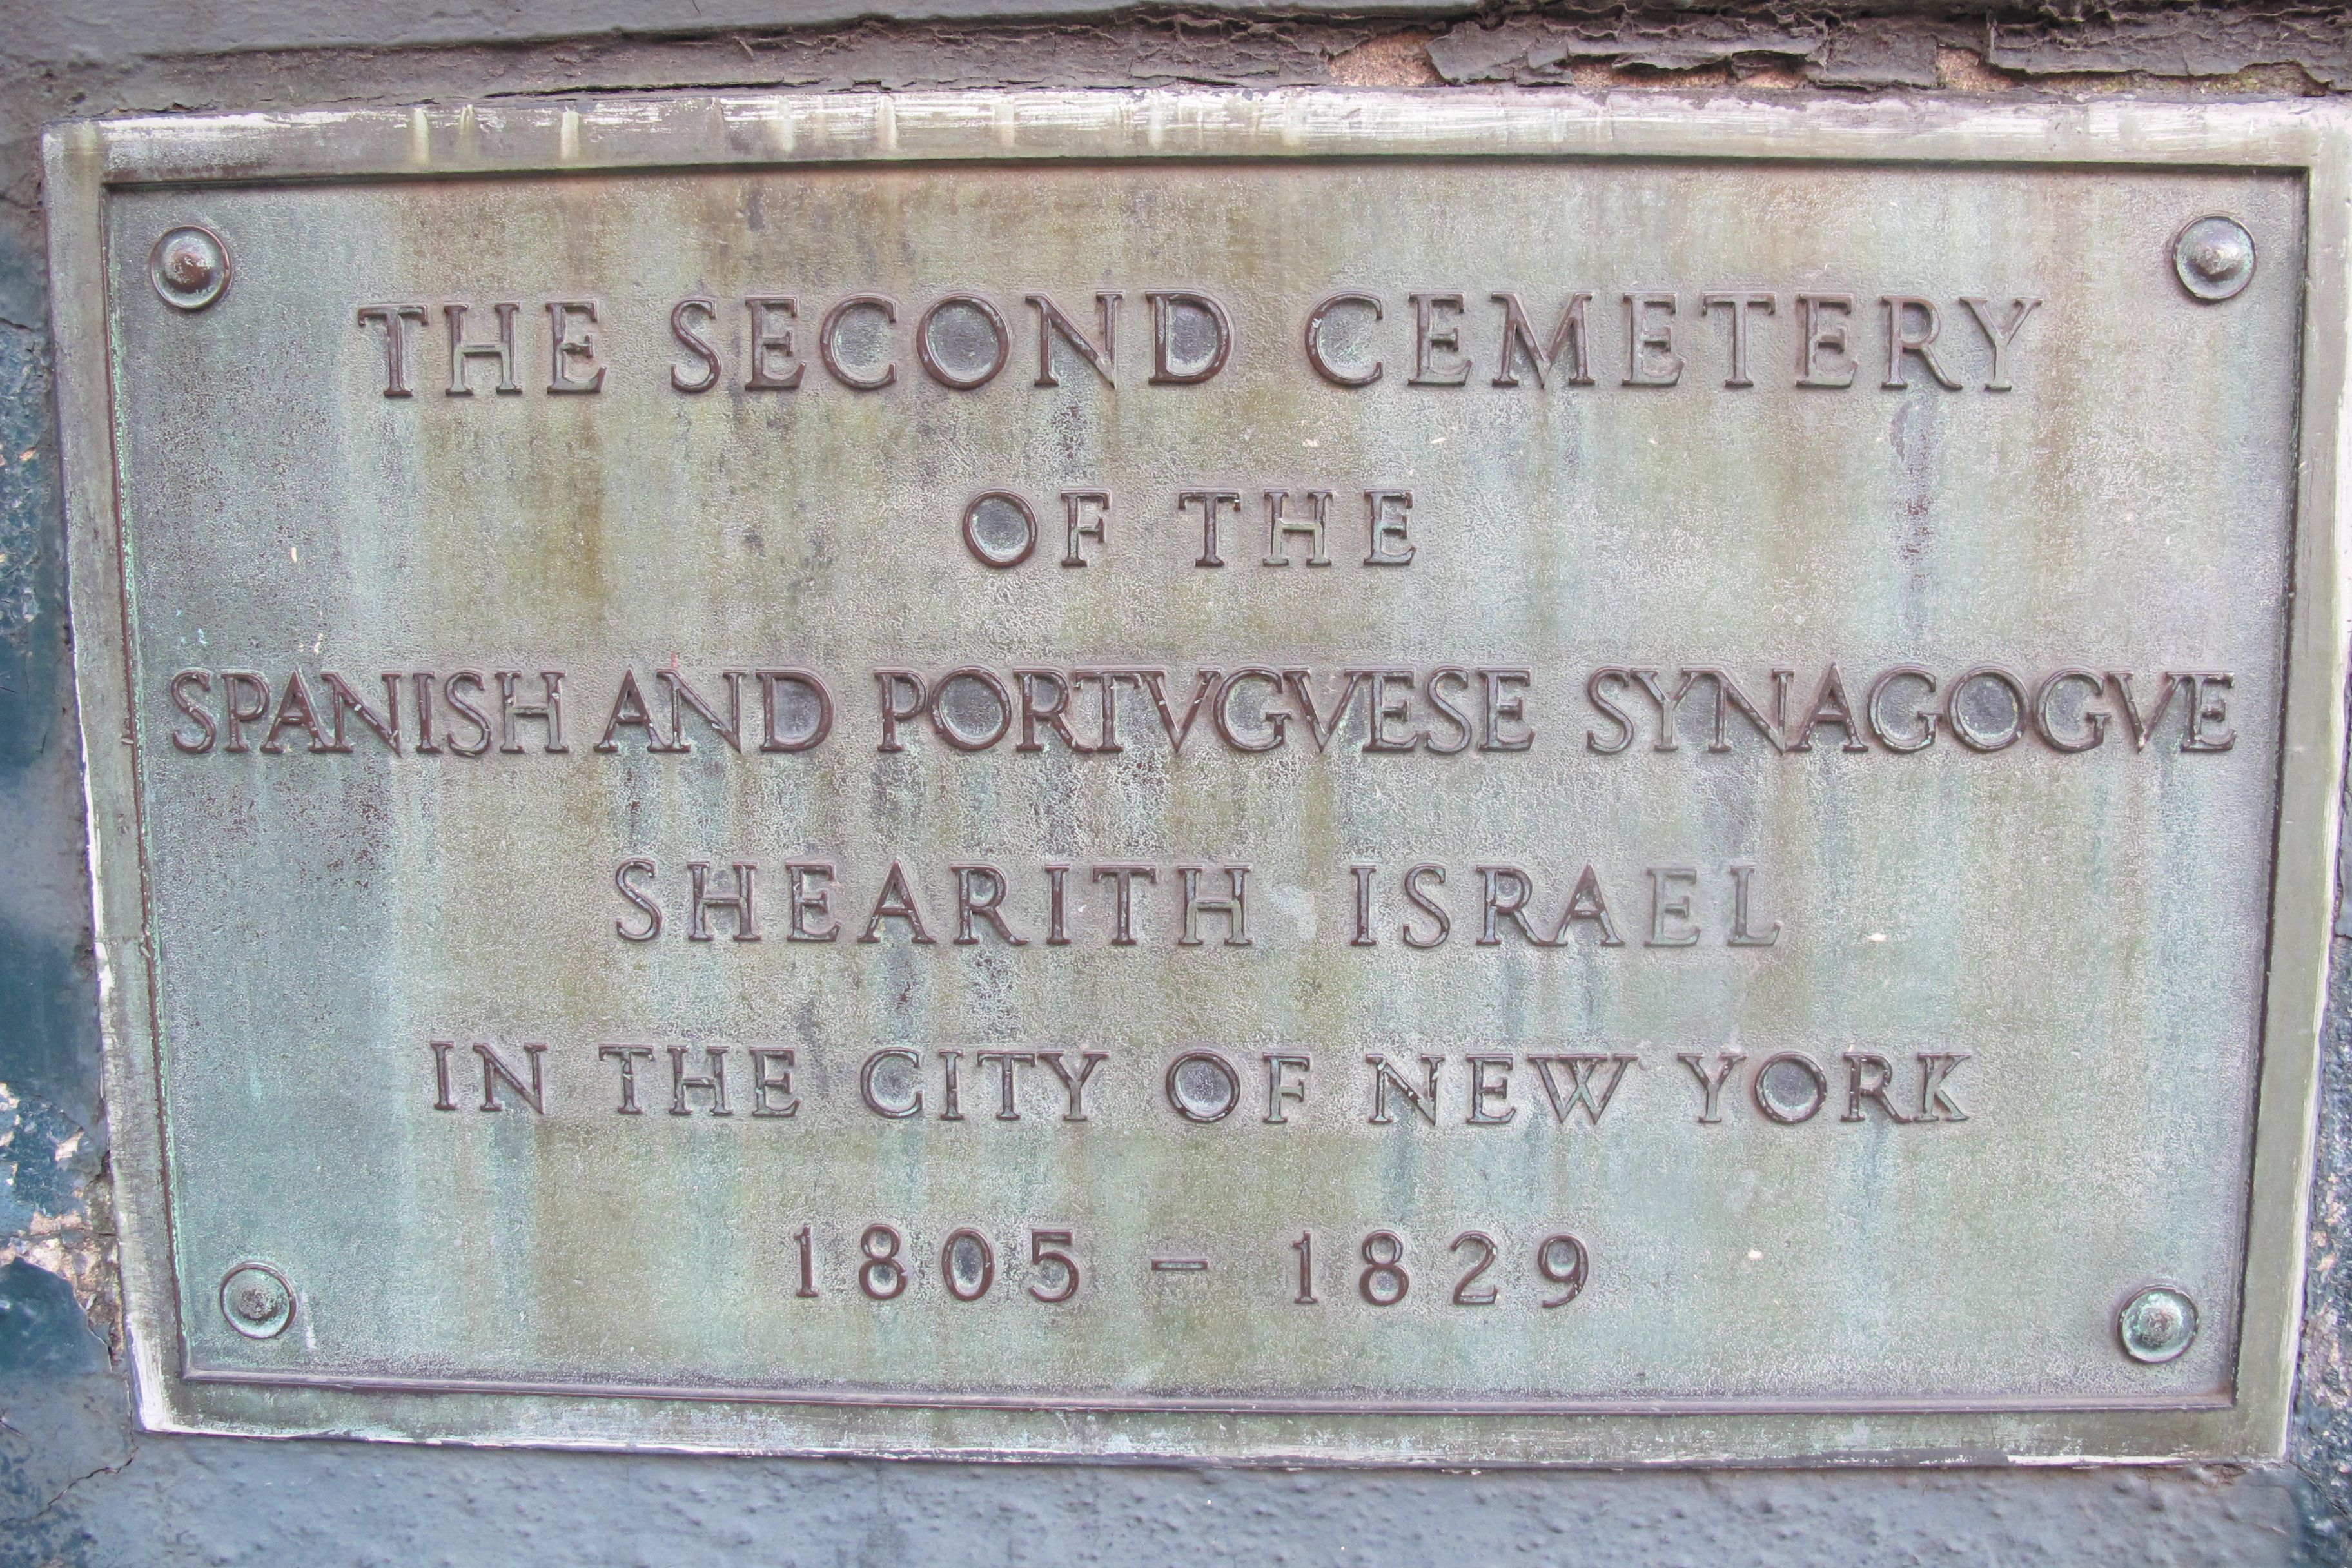 THE SECOND CEMETERY
OF THE
SPANISH AND PORTVGVESE SYNAGOGVE
SHEARITH ISRAEL
IN THE CITY OF NEW YORK
1805 – 1829